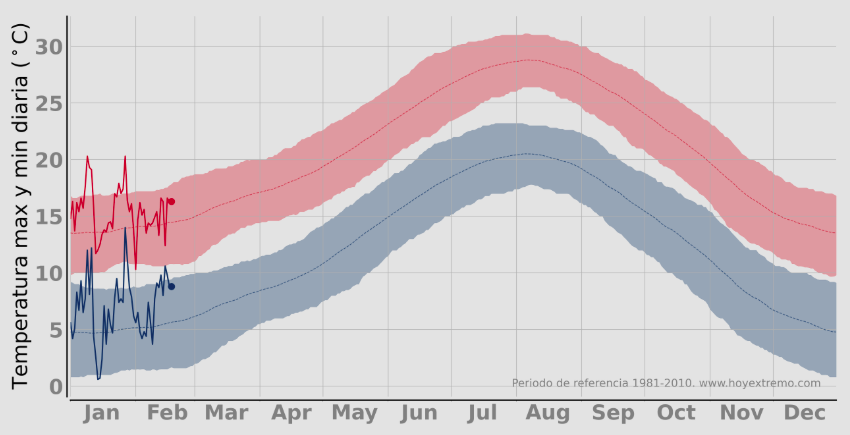 Temperatura max y min diaria (°C)
30
25
20
15
10
5
0
Periodo de referencia 1981-2010. www.hoyextremo.com
Jan Feb Mar Apr May Jun Jul Aug Sep Oct Nov Dec